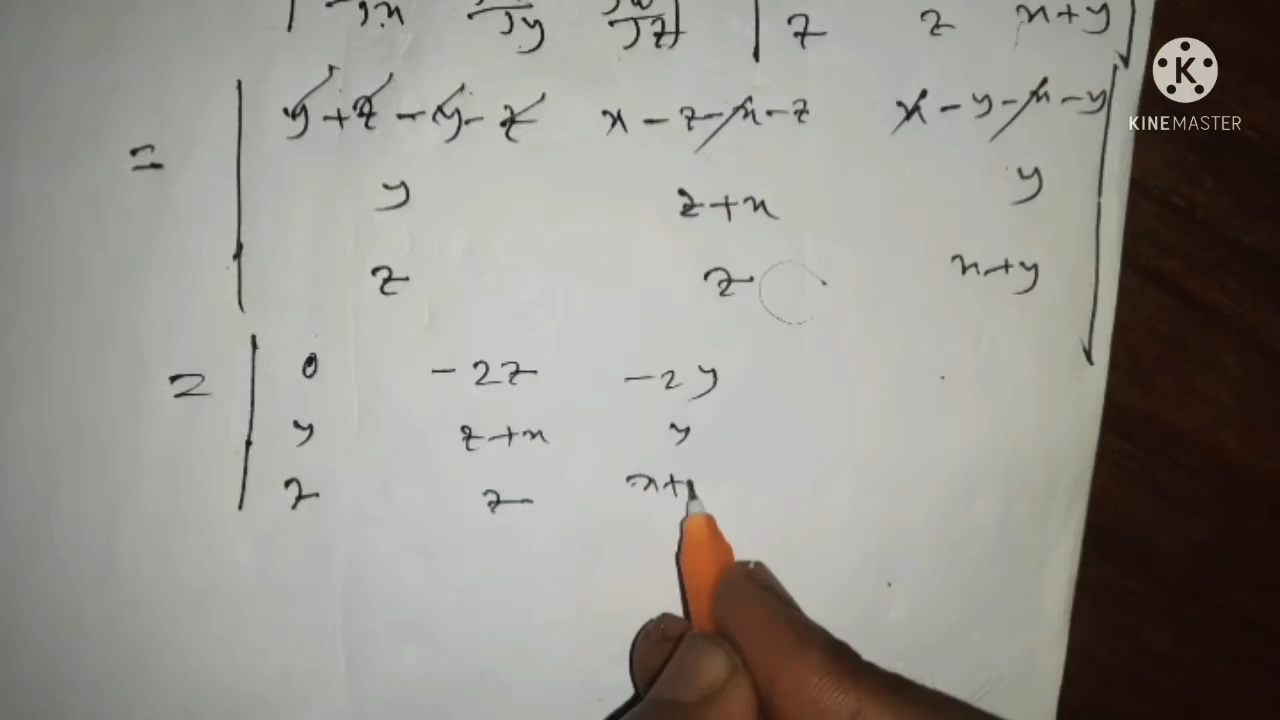 z z x+y
y+z-y-z x-z-x-z x-y-x-y
=
y z+x y
z z x+y
0 -2z -2y
=
y z+x y
z z x+
K
KINEMASTER